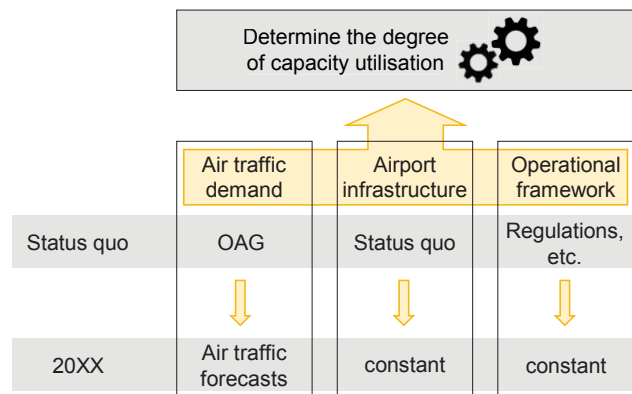 Determine the degree
of capacity utilisation
Air traffic
demand
Airport
infrastructure
Operational
framework
Status quo
OAG
Status quo
Regulations,
etc.
20XX
Air traffic
forecasts
constant
constant